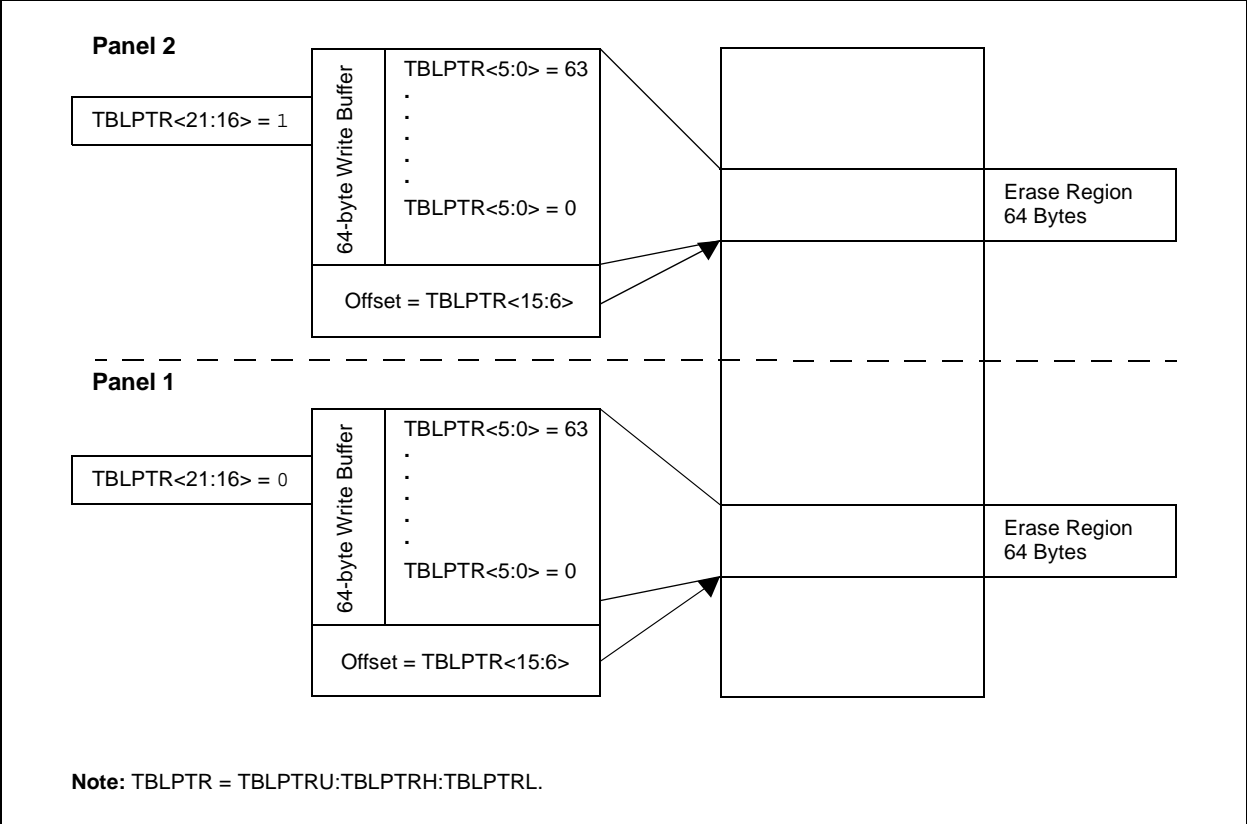 Panel 2
TBLPTR<21:16> = 1
64-byte Write Buffer
TBLPTR<5:0> = 63
.
.
.
.
.
TBLPTR<5:0> = 0
Offset = TBLPTR<15:6>
Erase Region
64 Bytes
Panel 1
TBLPTR<21:16> = 0
64-byte Write Buffer
TBLPTR<5:0> = 63
.
.
.
.
.
TBLPTR<5:0> = 0
Offset = TBLPTR<15:6>
Erase Region
64 Bytes
Note: TBLPTR = TBLPTRU:TBLPTRH:TBLPTRL.